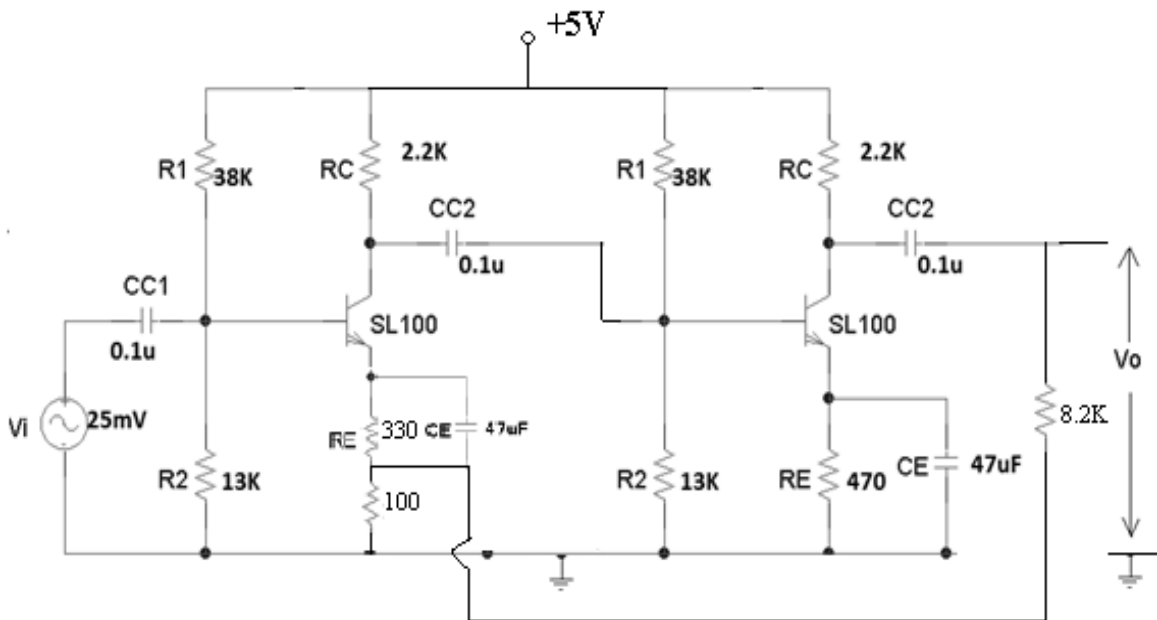 +5V
R1
38K
RC
2.2K
R1
38K
RC
2.2K
CC2
0.1u
CC2
0.1u
CC1
0.1u
SL100
SL100
Vo
Vi
25mV
RE
330
CE
47uF
8.2K
R2
13K
100
R2
13K
RE
470
CE
47uF